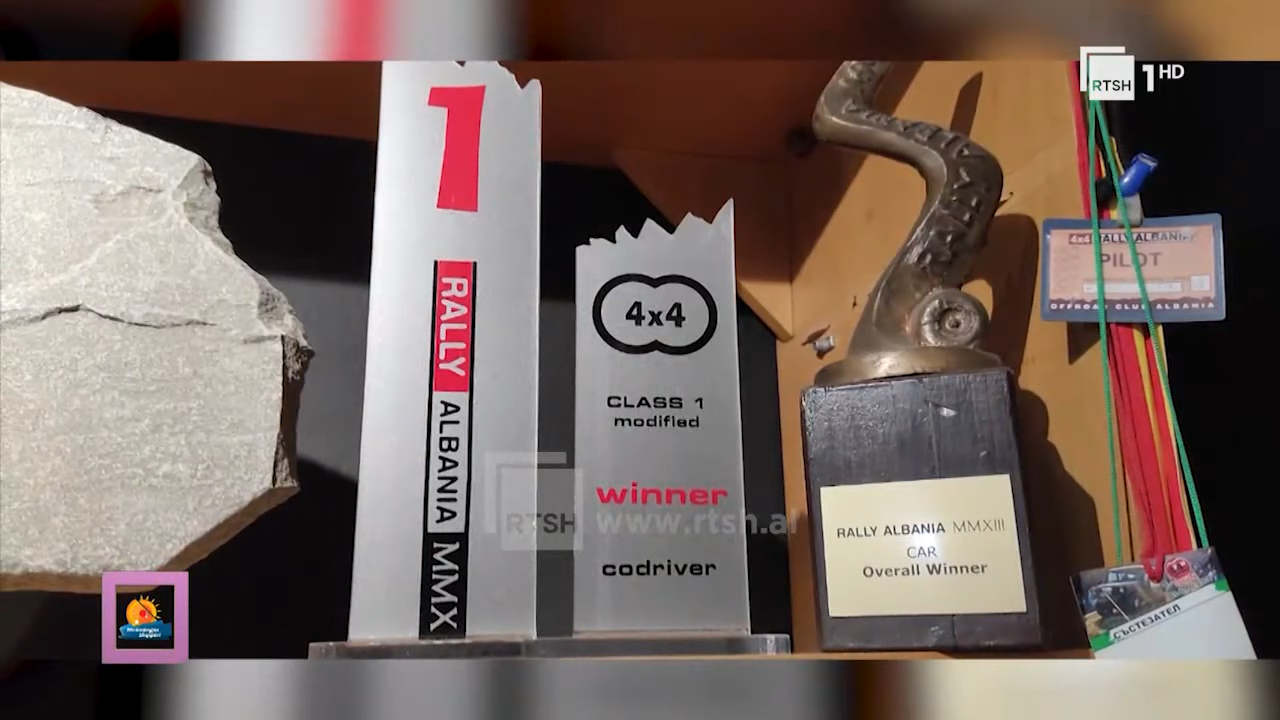 RTSH 1HD
1
RALLY ALBANIA MMX
4x4
CLASS 1
modified
winner
codriver
RTSH www.rtsh.al
RALLY ALBANIA MMXIII
CAR
Overall Winner
RALLY
4x4 RALLY ALBANIA
PILOT
OFFROAD CLUB ALBANIA
СЪСТЕЗАТЕЛ